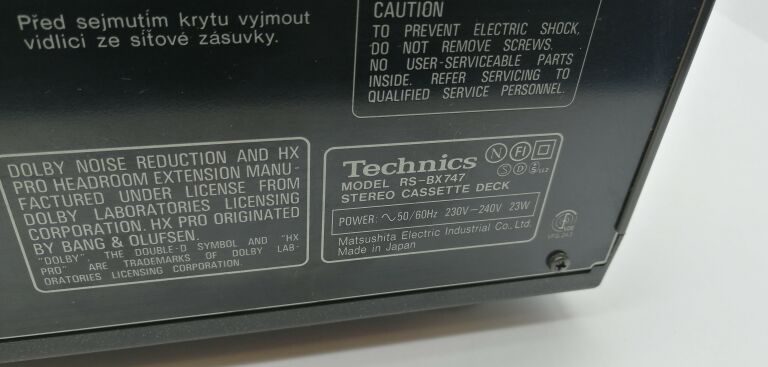 Před sejmutím krytu vyjmout
vidlici ze síťové zásuvky.
CAUTION
TO PREVENT ELECTRIC SHOCK,
DO NOT REMOVE SCREWS.
NO USER-SERVICEABLE PARTS
INSIDE. REFER SERVICING TO
QUALIFIED SERVICE PERSONNEL.
DOLBY NOISE REDUCTION AND HX
PRO HEADROOM EXTENSION MANU-
FACTURED UNDER LICENSE FROM
DOLBY LABORATORIES LICENSING
CORPORATION. HX PRO ORIGINATED
BY BANG & OLUFSEN.
"DOLBY", THE DOUBLE-D SYMBOL AND "HX
PRO" ARE TRADEMARKS OF DOLBY LAB-
ORATORIES LICENSING CORPORATION.
Technics
N FI
S D
MODEL RS-BX747
STEREO CASSETTE DECK
POWER: ∿50/60Hz 230V-240V 23W
Matsushita Electric Industrial Co., Ltd.
Made in Japan